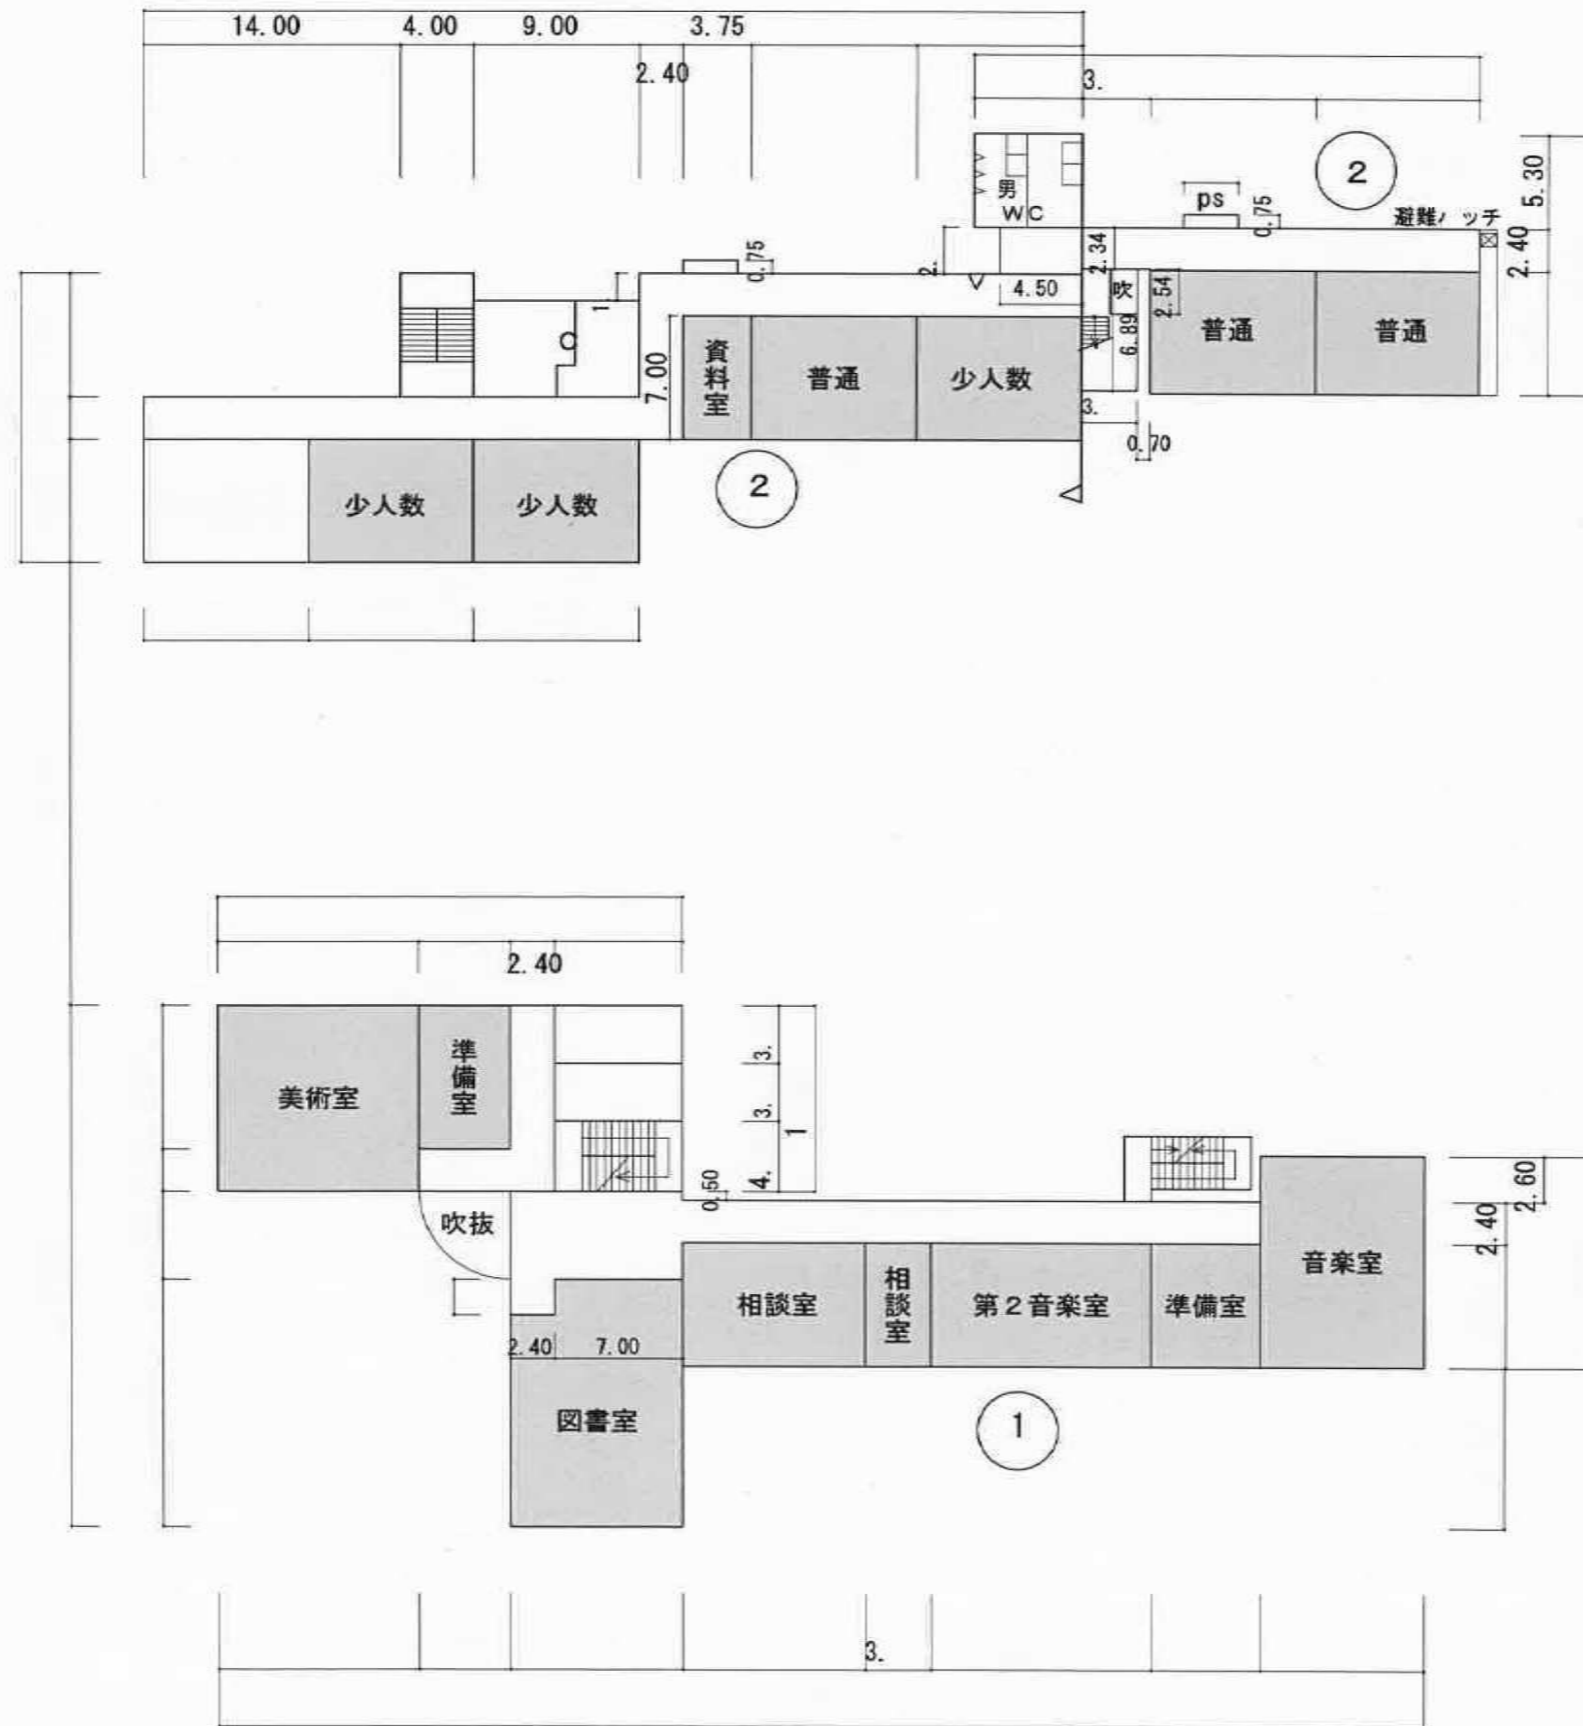 14.00
4.00
9.00
3.75
2.40
3.
2
5.30
男
WC
ps
0.75
避難ハッチ
2.40
0.75
2.
2.34
4.50
吹
2.54
1.
7.00
資料室
普通
少人数
6.89
普通
普通
3.
0.70
2
少人数
少人数
2.40
美術室
準備室
3.
3.
4.
1
0.50
吹抜
2.60
2.40
相談室
相談室
第2音楽室
準備室
音楽室
2.40
7.00
図書室
1
3.